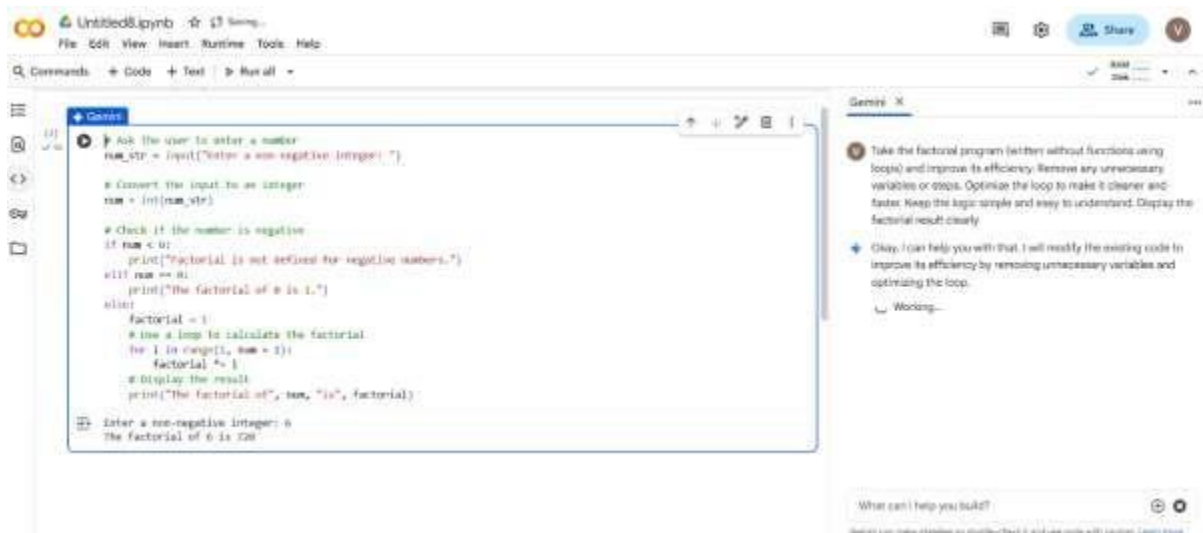 Untitled8.ipynb
Saving...
File Edit View Insert Runtime Tools Help
Share
V
Commands + Code + Text Run all
RAM
Disk
Gemini
# Ask the user to enter a number
num_str = input("Enter a non-negative integer: ")
# Convert the input to an integer
num = int(num_str)
# Check if the number is negative
if num < 0:
print("Factorial is not defined for negative numbers.")
elif num == 0:
print("The factorial of 0 is 1.")
else:
factorial = 1
# Use a loop to calculate the factorial
for i in range(1, num + 1):
factorial *= i
# Display the result
print("The factorial of", num, "is", factorial)
Enter a non-negative integer: 6
The factorial of 6 is 720
Gemini X
V
Take the factorial program (written without functions using
loops) and improve its efficiency. Remove any unnecessary
variables or steps. Optimize the loop to make it cleaner and
faster. Keep the logic simple and easy to understand. Display the
factorial result clearly
Okay, I can help you with that. I will modify the existing code to
improve its efficiency by removing unnecessary variables and
optimizing the loop.
Working...
What can I help you build?